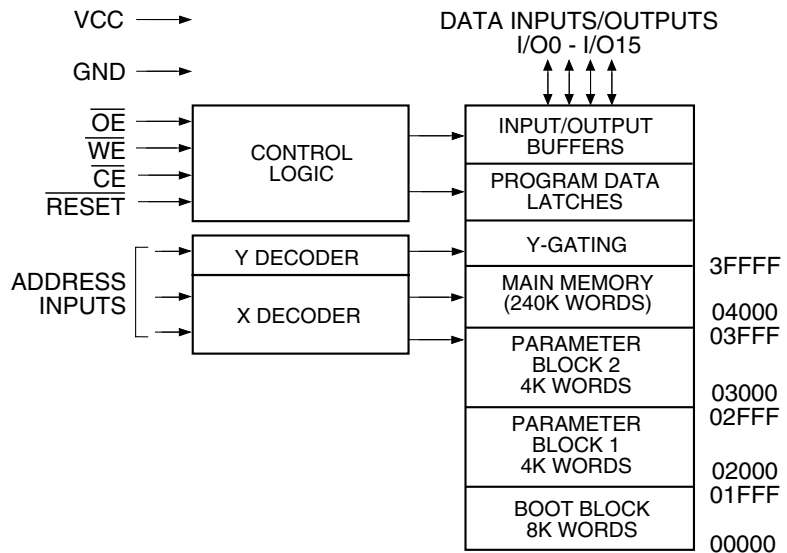 VCC
GND
OE
WE
CE
RESET
ADDRESS
INPUTS
CONTROL
LOGIC
Y DECODER
X DECODER
DATA INPUTS/OUTPUTS
I/O0 - I/O15
INPUT/OUTPUT
BUFFERS
PROGRAM DATA
LATCHES
Y-GATING
MAIN MEMORY
(240K WORDS)
PARAMETER
BLOCK 2
4K WORDS
PARAMETER
BLOCK 1
4K WORDS
BOOT BLOCK
8K WORDS
3FFFF
04000
03FFF
03000
02FFF
02000
01FFF
00000